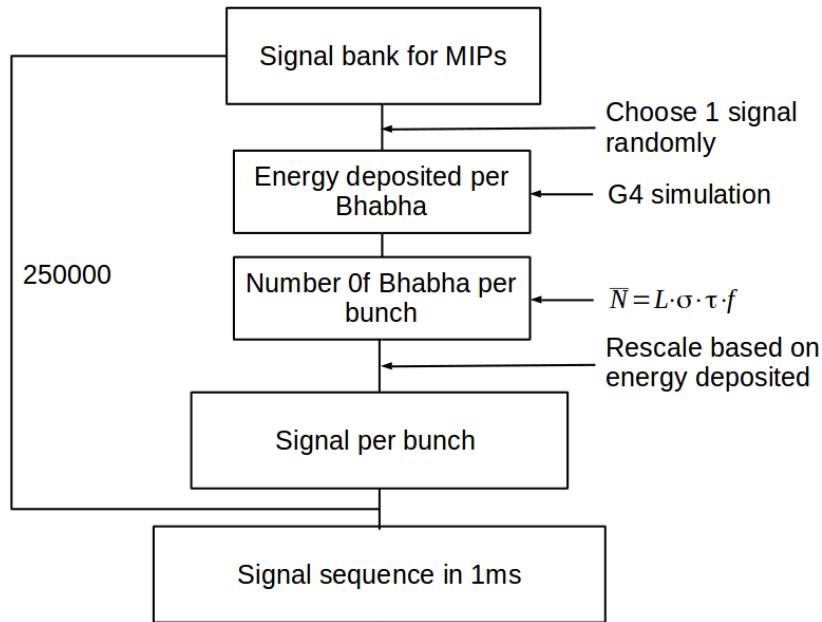 Signal bank for MIPs
Choose 1 signal
randomly
Energy deposited per
Bhabha
G4 simulation
250000
Number 0f Bhabha per
bunch
N̅=L·σ·τ·f
Rescale based on
energy deposited
Signal per bunch
Signal sequence in 1ms